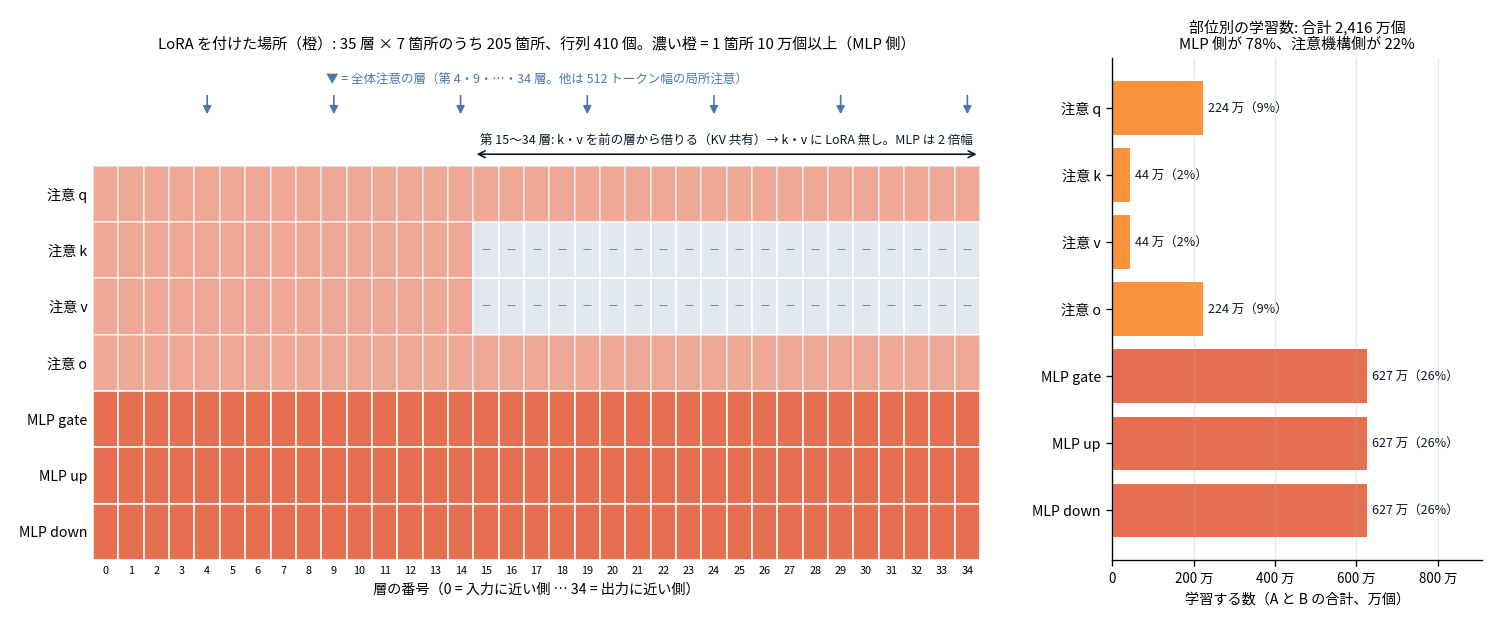 LoRA を付けた場所（橙）: 35 層 × 7 箇所のうち 205 箇所、行列 410 個。濃い橙 = 1 箇所 10 万個以上（MLP 側）
▼ = 全体注意の層（第 4・9・…・34 層。他は 512 トークン幅の局所注意）
第 15〜34 層: k・v を前の層から借りる（KV 共有）→ k・v に LoRA 無し。MLP は 2 倍幅
注意 q
注意 k
– – – – – – – – – – – – – – – – – – – –
注意 v
– – – – – – – – – – – – – – – – – – – –
注意 o
MLP gate
MLP up
MLP down
0 1 2 3 4 5 6 7 8 9 10 11 12 13 14 15 16 17 18 19 20 21 22 23 24 25 26 27 28 29 30 31 32 33 34
層の番号（0 = 入力に近い側 … 34 = 出力に近い側）
部位別の学習数: 合計 2,416 万個
MLP 側が 78%、注意機構側が 22%
注意 q 224 万（9%）
注意 k 44 万（2%）
注意 v 44 万（2%）
注意 o 224 万（9%）
MLP gate 627 万（26%）
MLP up 627 万（26%）
MLP down 627 万（26%）
0 200 万 400 万 600 万 800 万
学習する数（A と B の合計、万個）